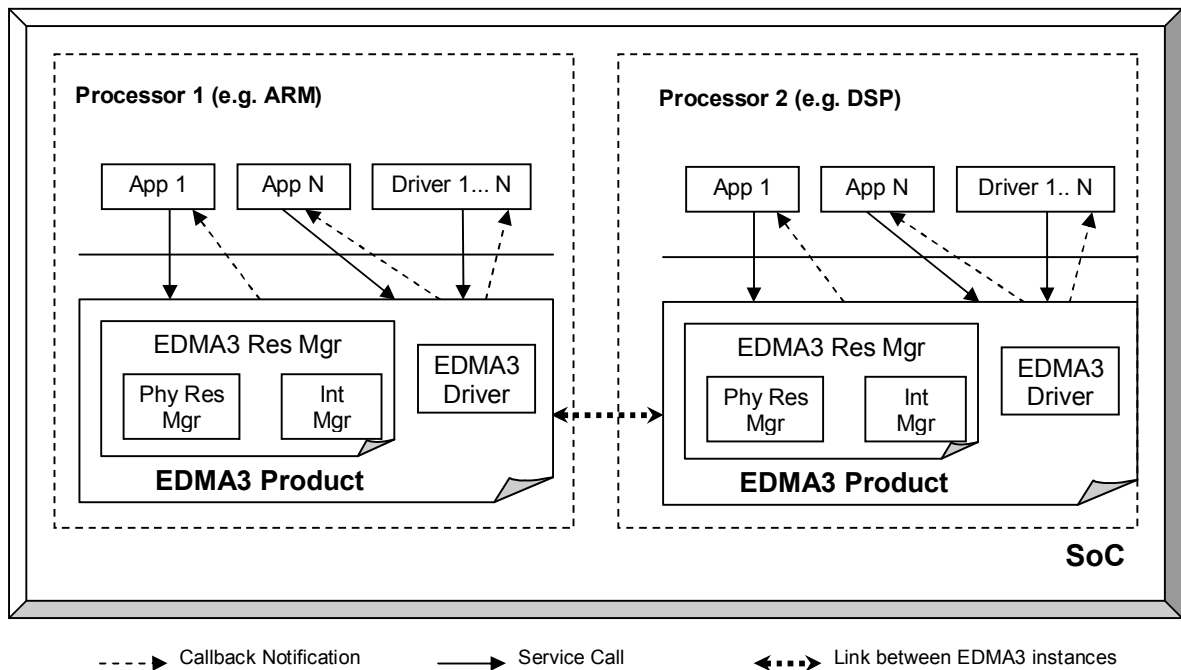 Processor 1 (e.g. ARM)
App 1
App N
Driver 1... N
EDMA3 Res Mgr
Phy Res
Mgr
Int
Mgr
EDMA3
Driver
EDMA3 Product
Processor 2 (e.g. DSP)
App 1
App N
Driver 1.. N
EDMA3 Res Mgr
Phy Res
Mgr
Int
Mgr
EDMA3
Driver
EDMA3 Product
SoC
Callback Notification
Service Call
Link between EDMA3 instances